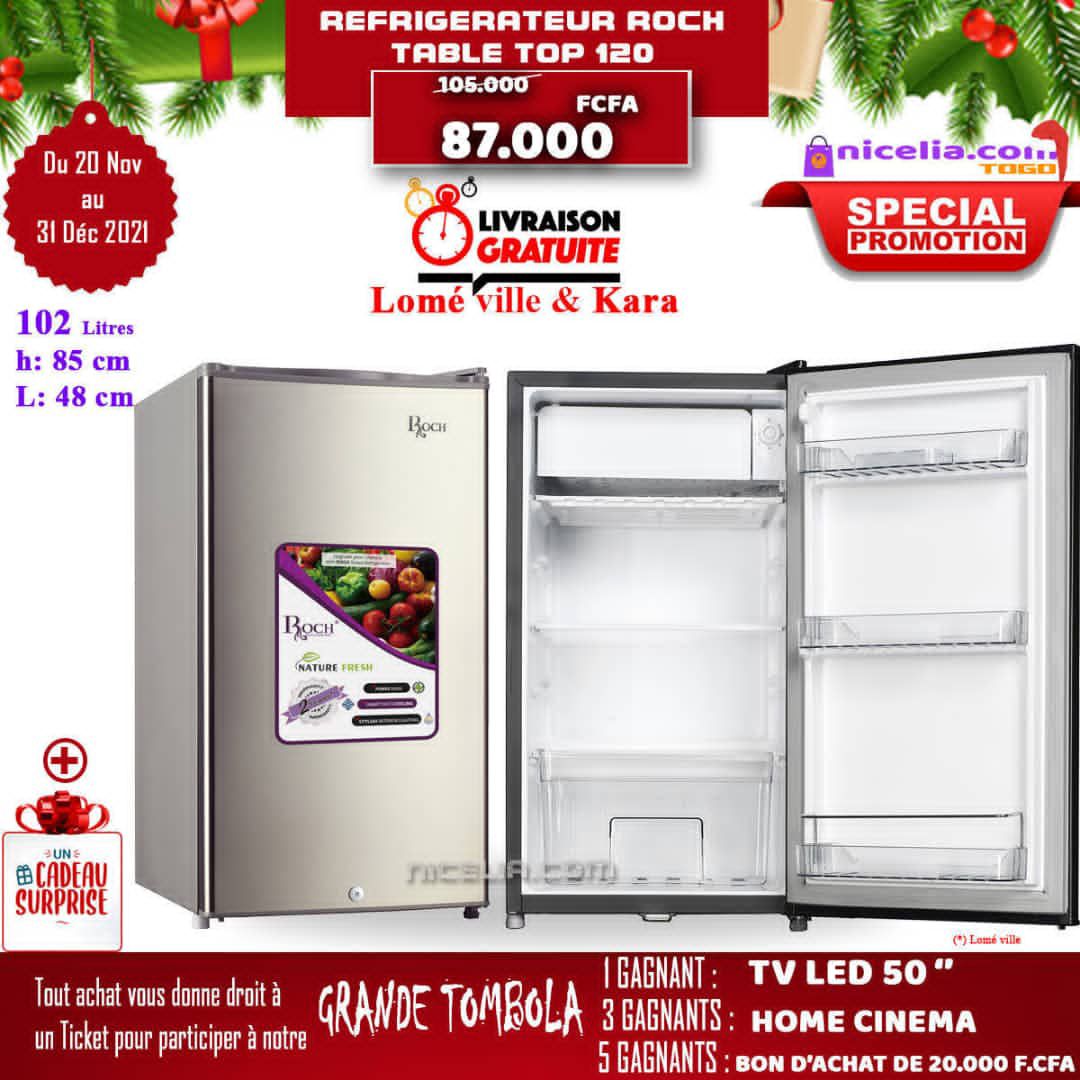 REFRIGERATEUR ROCH
TABLE TOP 120
105.000
FCFA
87.000
Du 20 Nov
au
31 Déc 2021
nicelia.com
TOGO
SPECIAL
PROMOTION
LIVRAISON
GRATUITE
Lomé ville & Kara
102 Litres
h: 85 cm
L: 48 cm
ROCH
ROCH
NATURE FRESH
2
NICELIA.COM
UN
CADEAU
SURPRISE
(*) Lomé ville
Tout achat vous donne droit à
un Ticket pour participer à notre
GRANDE TOMBOLA
1 GAGNANT : TV LED 50 "
3 GAGNANTS : HOME CINEMA
5 GAGNANTS : BON D'ACHAT DE 20.000 F.CFA